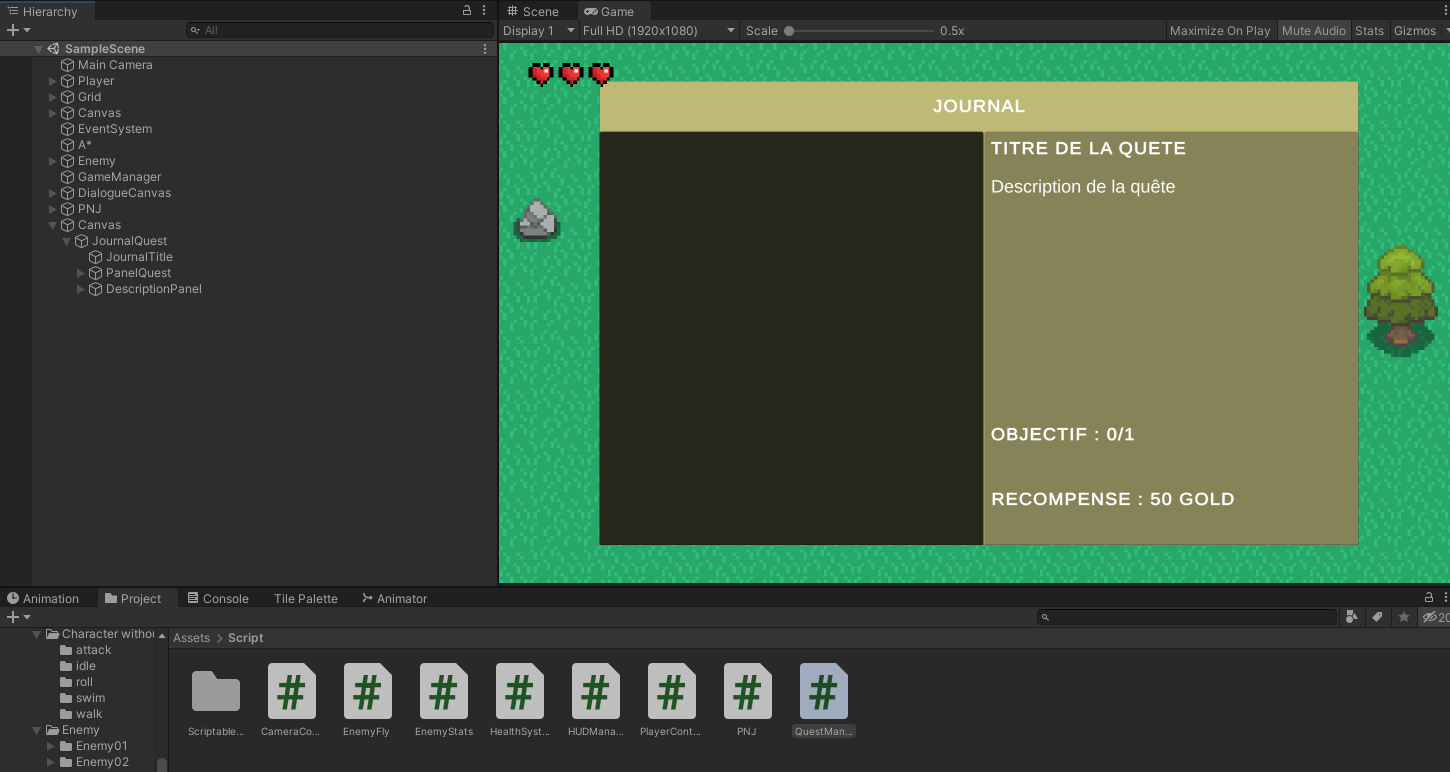 Hierarchy
All
SampleScene
Main Camera
Player
Grid
Canvas
EventSystem
A*
Enemy
GameManager
DialogueCanvas
PNJ
Canvas
JournalQuest
JournalTitle
PanelQuest
DescriptionPanel
Scene Game
Display 1 Full HD (1920x1080) Scale 0.5x Maximize On Play Mute Audio Stats Gizmos
JOURNAL
TITRE DE LA QUETE
Description de la quête
OBJECTIF : 0/1
RECOMPENSE : 50 GOLD
Animation Project Console Tile Palette Animator
20
Character withou
attack
idle
roll
swim
walk
Enemy
Enemy01
Enemy02
Assets > Script
Scriptable... CameraCo... EnemyFly EnemyStats HealthSyst... HUDMana... PlayerCont... PNJ QuestMan...